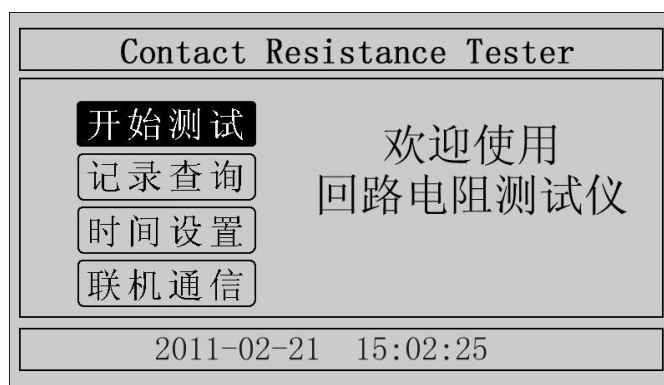 Contact Resistance Tester
开始测试
记录查询
时间设置
联机通信
欢迎使用
回路电阻测试仪
2011-02-21 15:02:25